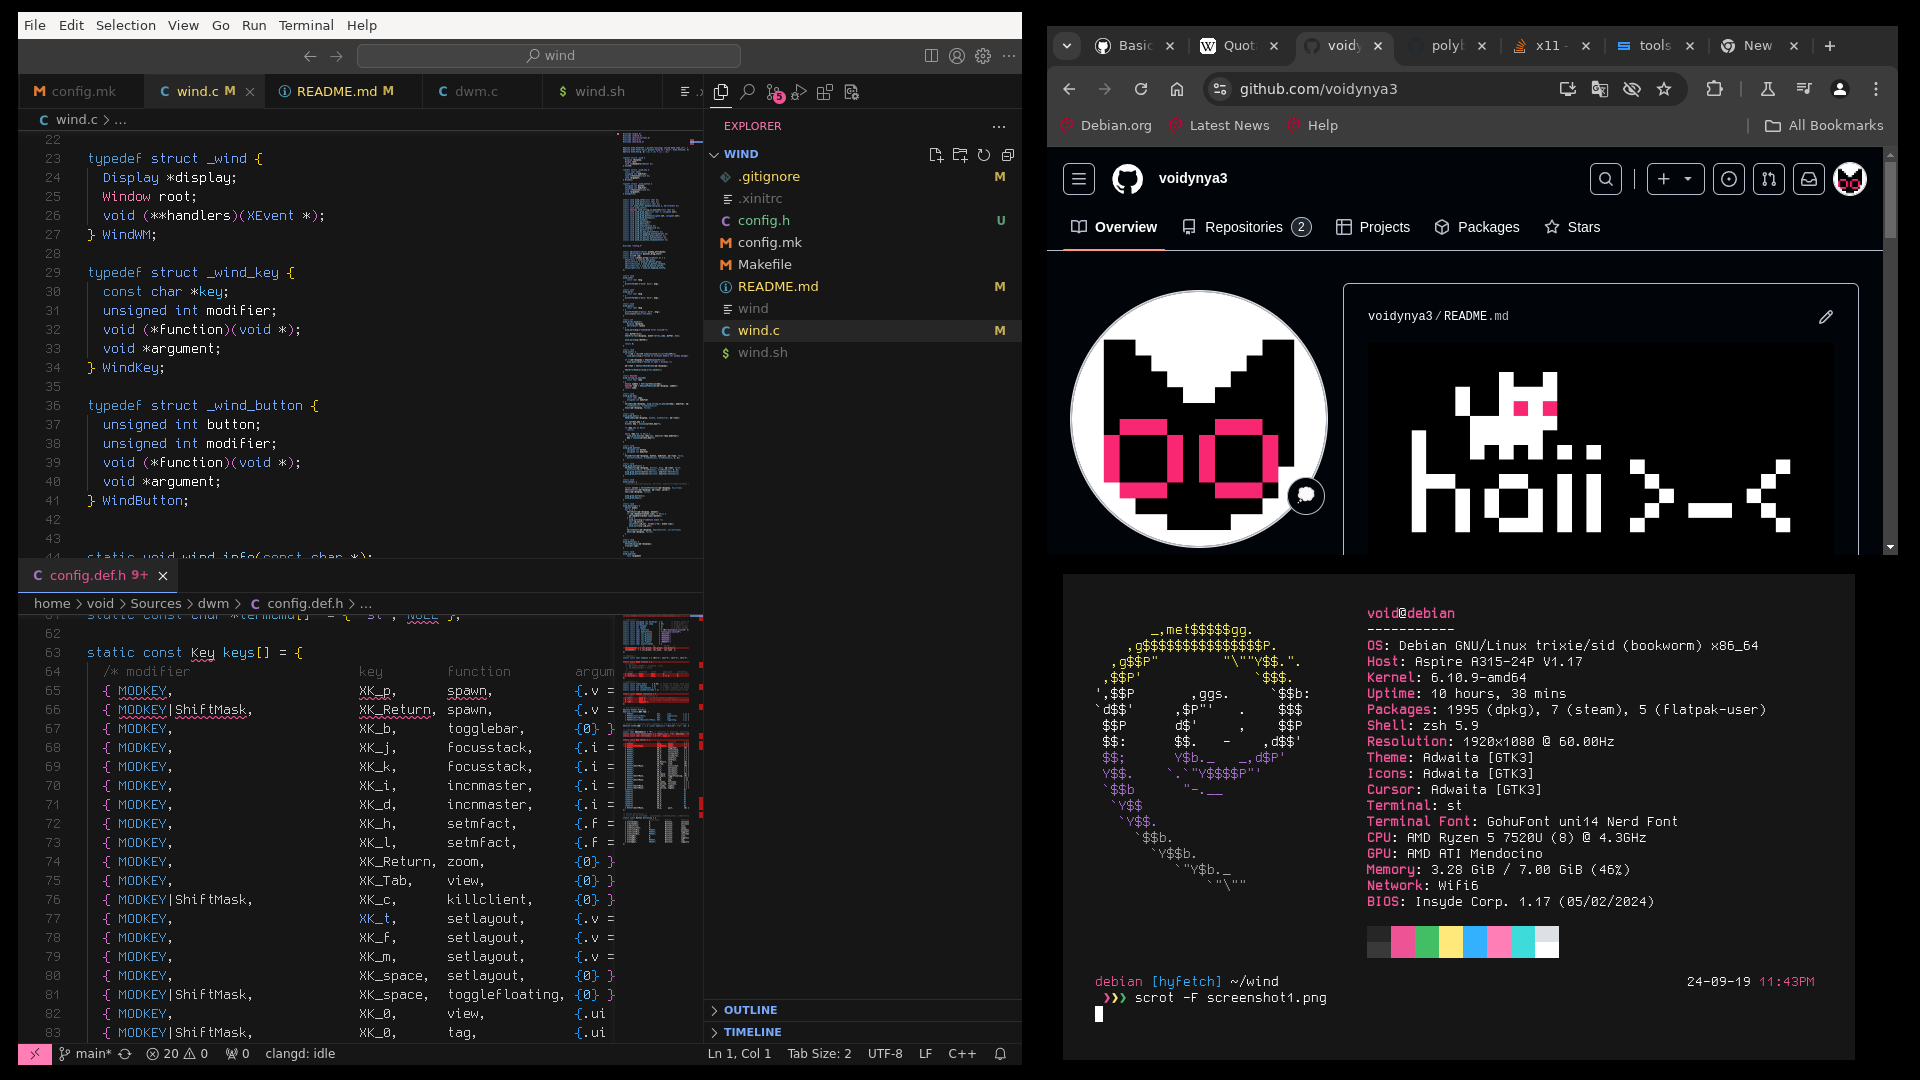 File Edit Selection View Go Run Terminal Help
wind
config.mk
wind.c M
README.md M
dwm.c
wind.sh
wind.c > ...
22
23 typedef struct _wind {
24 Display *display;
25 Window root;
26 void (**handlers)(XEvent *);
27 } WindWM;
28
29 typedef struct _wind_key {
30 const char *key;
31 unsigned int modifier;
32 void (*function)(void *);
33 void *argument;
34 } WindKey;
35
36 typedef struct _wind_button {
37 unsigned int button;
38 unsigned int modifier;
39 void (*function)(void *);
40 void *argument;
41 } WindButton;
42
43
44 static void wind_info(const char *);
EXPLORER
5
WIND
.gitignore M
.xinitrc
config.h U
config.mk
Makefile
README.md M
wind
wind.c M
wind.sh
OUTLINE
TIMELINE
config.def.h 9+
home > void > Sources > dwm > config.def.h > ...
61 static const char *termcmd[] = { "st", NULL };
62
63 static const Key keys[] = {
64 /* modifier key function argum
65 { MODKEY, XK_p, spawn, {.v =
66 { MODKEY|ShiftMask, XK_Return, spawn, {.v =
67 { MODKEY, XK_b, togglebar, {0} }
68 { MODKEY, XK_j, focusstack, {.i =
69 { MODKEY, XK_k, focusstack, {.i =
70 { MODKEY, XK_i, incnmaster, {.i =
71 { MODKEY, XK_d, incnmaster, {.i =
72 { MODKEY, XK_h, setmfact, {.f =
73 { MODKEY, XK_l, setmfact, {.f =
74 { MODKEY, XK_Return, zoom, {0} }
75 { MODKEY, XK_Tab, view, {0} }
76 { MODKEY|ShiftMask, XK_c, killclient, {0} }
77 { MODKEY, XK_t, setlayout, {.v =
78 { MODKEY, XK_f, setlayout, {.v =
79 { MODKEY, XK_m, setlayout, {.v =
80 { MODKEY, XK_space, setlayout, {0} }
81 { MODKEY|ShiftMask, XK_space, togglefloating, {0} }
82 { MODKEY, XK_0, view, {.ui
83 { MODKEY|ShiftMask, XK_0, tag, {.ui
main* 20 0 0 clangd: idle
Ln 1, Col 1 Tab Size: 2 UTF-8 LF C++
Basic Quot voidy polyb x11 - tools New
github.com/voidynya3
Debian.org Latest News Help All Bookmarks
voidynya3
Overview Repositories 2 Projects Packages Stars
voidynya3/README.md
haii >_<
void@debian
-----------
OS: Debian GNU/Linux trixie/sid (bookworm) x86_64
Host: Aspire A315-24P V1.17
Kernel: 6.10.9-amd64
Uptime: 10 hours, 38 mins
Packages: 1995 (dpkg), 7 (steam), 5 (flatpak-user)
Shell: zsh 5.9
Resolution: 1920x1080 @ 60.00Hz
Theme: Adwaita [GTK3]
Icons: Adwaita [GTK3]
Cursor: Adwaita [GTK3]
Terminal: st
Terminal Font: GohuFont uni14 Nerd Font
CPU: AMD Ryzen 5 7520U (8) @ 4.3GHz
GPU: AMD ATI Mendocino
Memory: 3.28 GiB / 7.00 GiB (46%)
Network: Wifi6
BIOS: Insyde Corp. 1.17 (05/02/2024)
debian [hyfetch] ~/wind 24-09-19 11:43PM
❯❯❯ scrot -F screenshot1.png